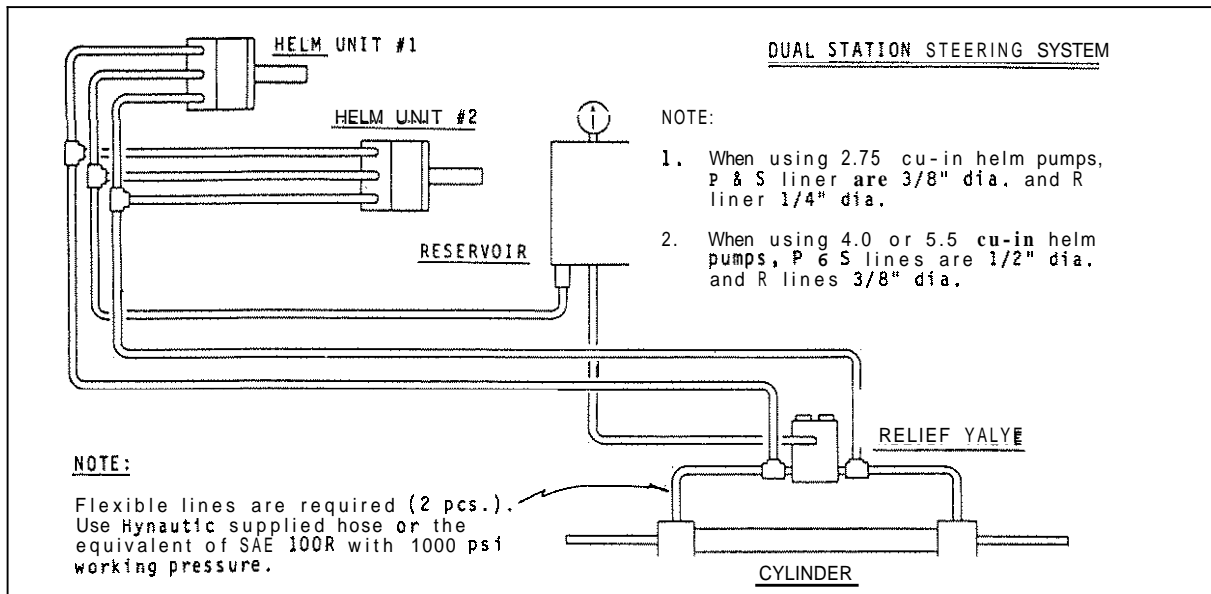 HELM UNIT #1
DUAL STATION STEERING SYSTEM
HELM UNIT #2
NOTE:
1. When using 2.75 cu-in helm pumps,
P & S liner are 3/8" dia. and R
liner 1/4" dia.
RESERVOIR
2. When using 4.0 or 5.5 cu-in helm
pumps, P 6 S lines are 1/2" dia.
and R lines 3/8" dia.
RELIEF YALYE
NOTE:
Flexible lines are required (2 pcs.).
Use Hynautic supplied hose or the
equivalent of SAE 100R with 1000 psi
working pressure.
CYLINDER